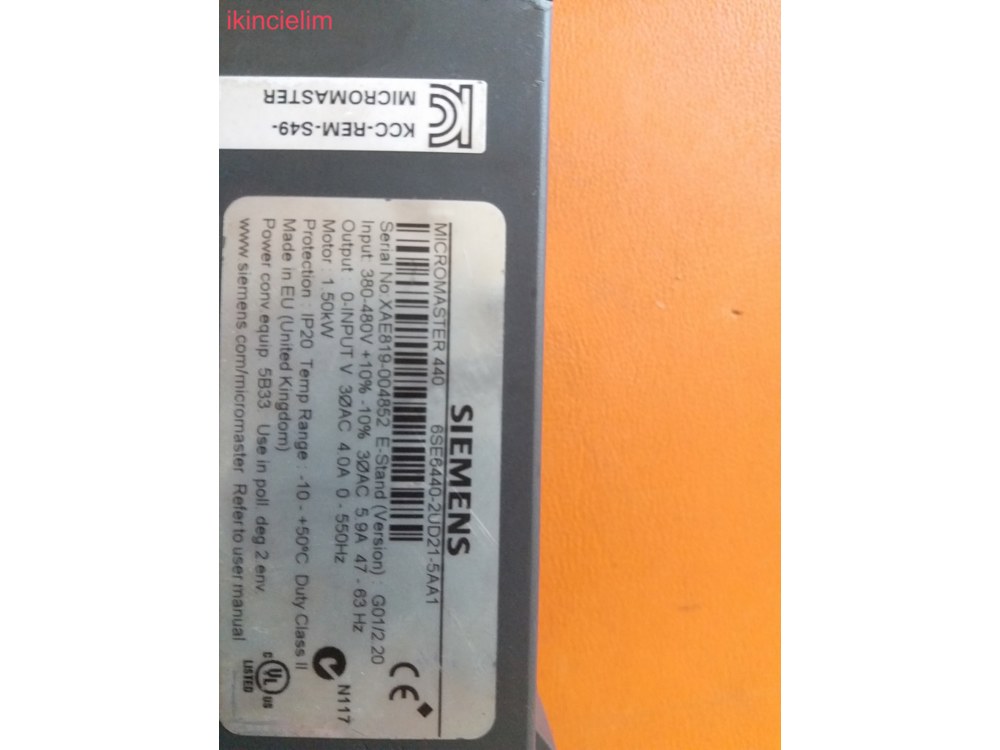 ikincielim
KCC-REM-S49-
MICROMASTER
SIEMENS
MICROMASTER 440 6SE6440-2UD21-5AA1
Serial No XAE819-004852 E-Stand (Version) : G01/2.20
Input: 380-480V +10% -10% 3ØAC 5.9A 47 - 63 Hz
Output : 0-INPUT V 3ØAC 4.0A 0 - 550Hz
Motor : 1.50kW
Protection : IP20 Temp Range : -10 - +50°C Duty Class II
Made in EU (United Kingdom)
Power conv equip 5B33 Use in poll. deg 2 env.
www.siemens.com/micromaster Refer to user manual
CE
N117
C UL US
LISTED